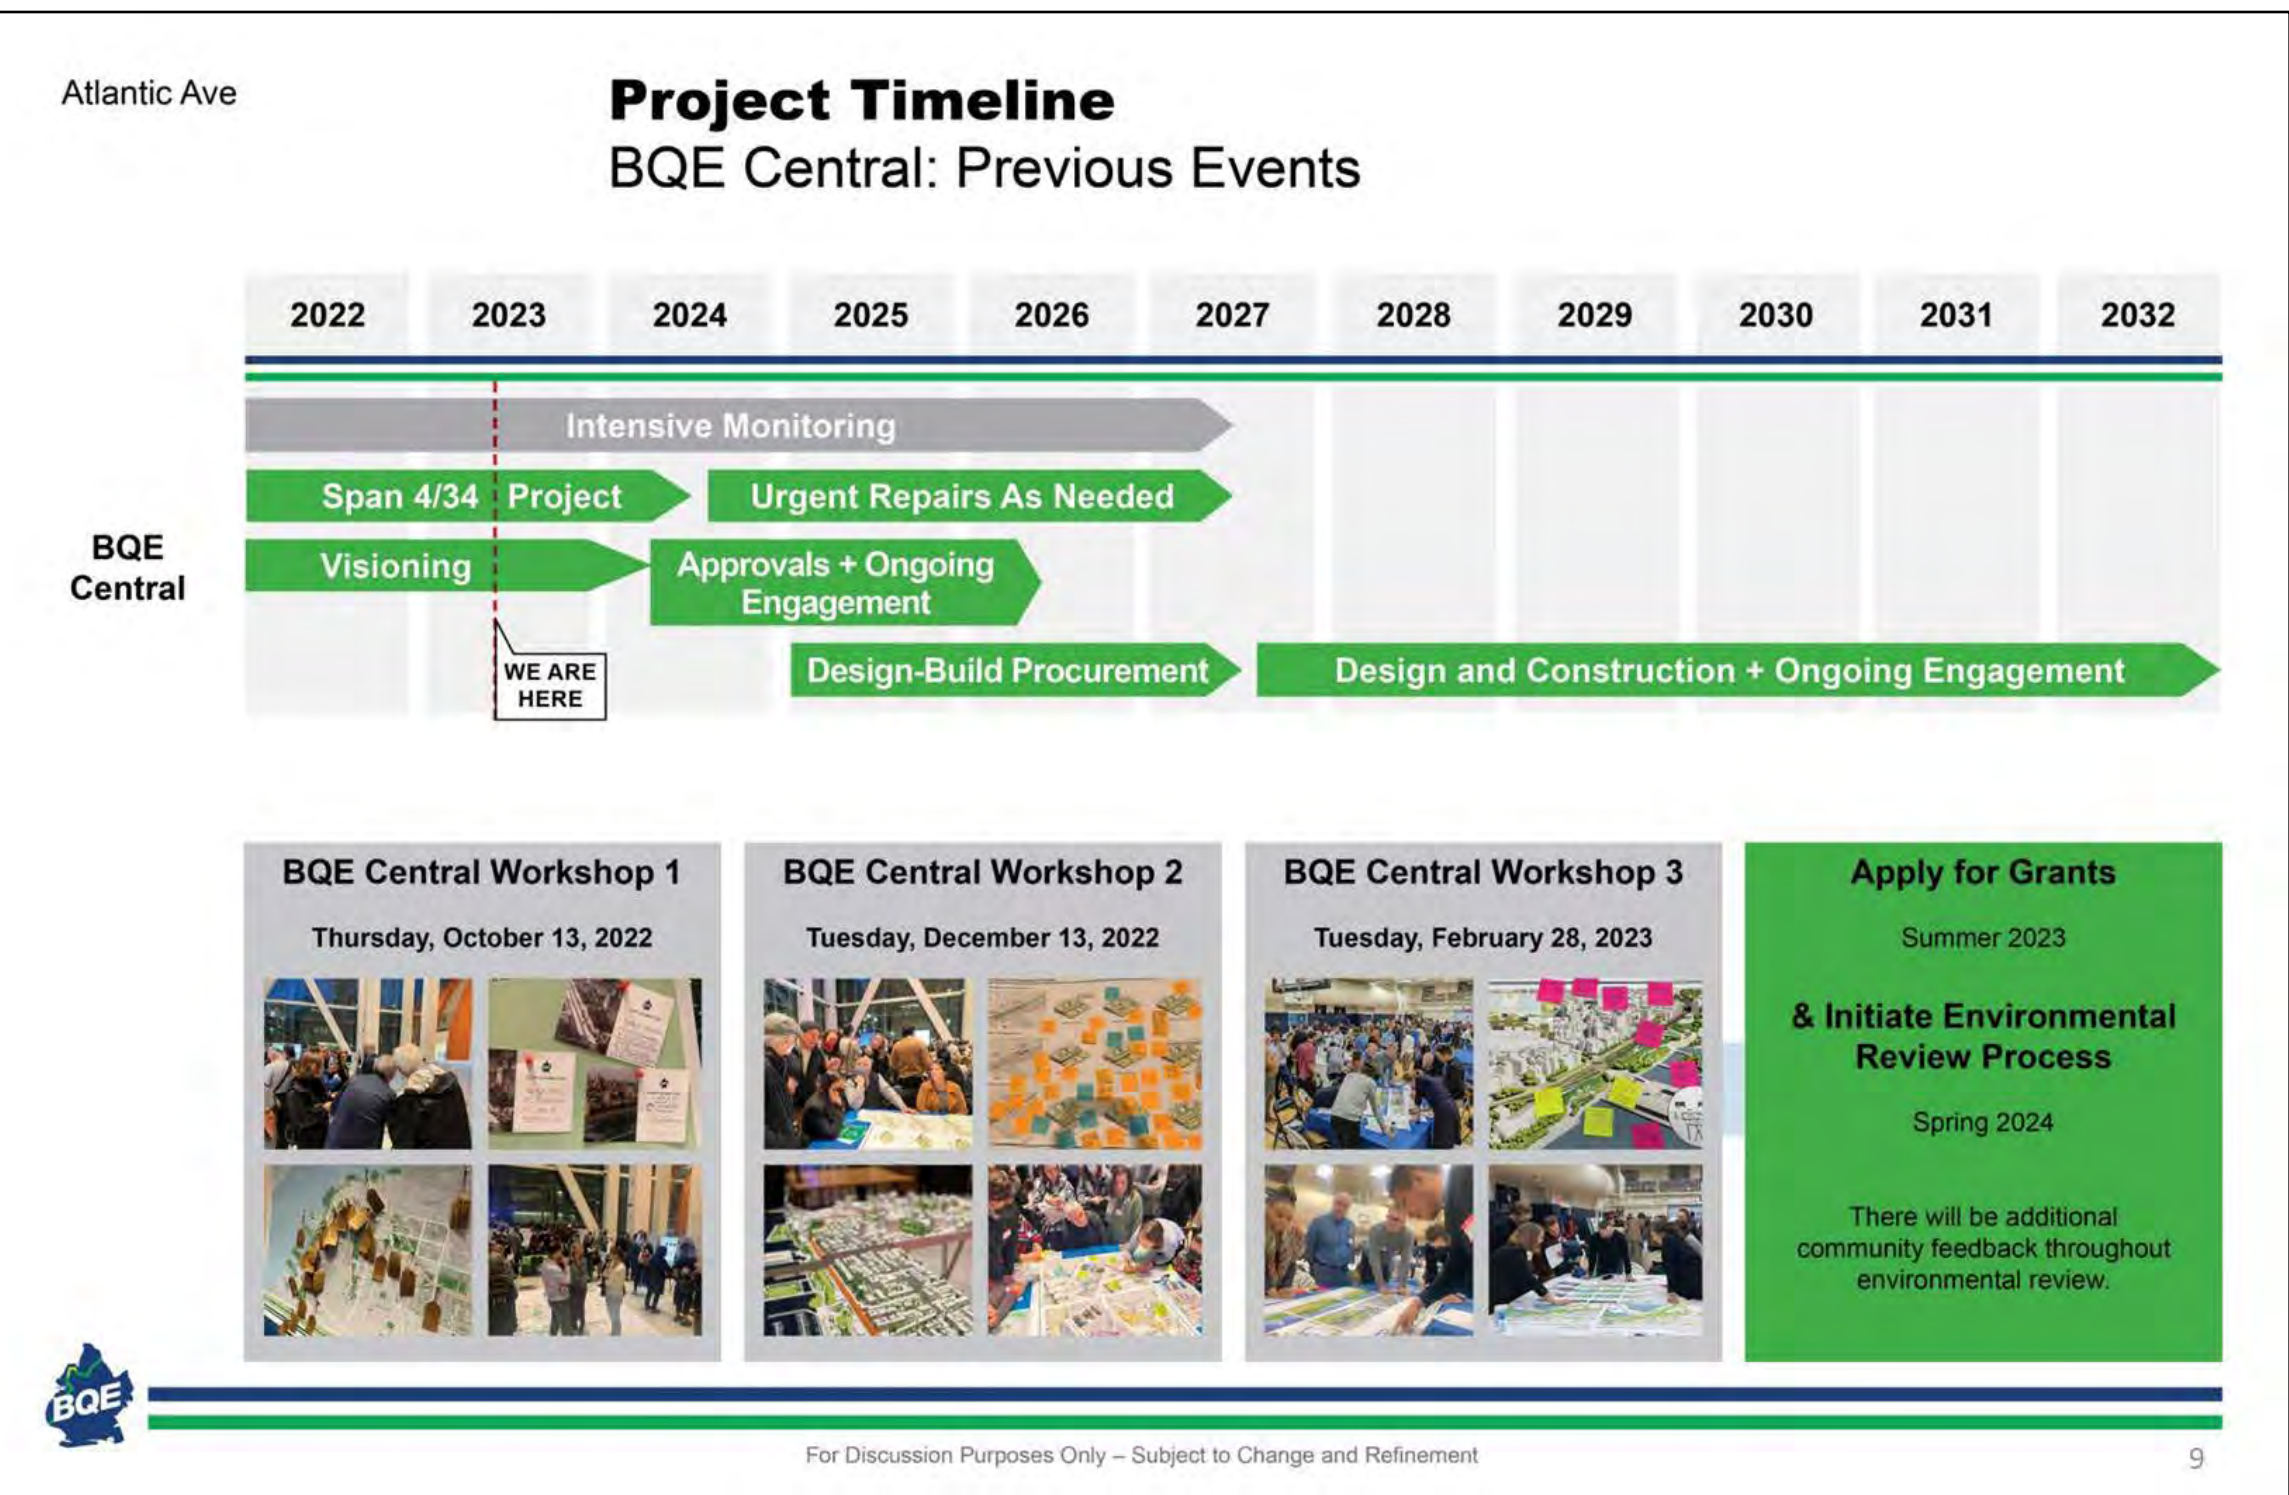 Atlantic Ave
Project Timeline
BQE Central: Previous Events
2022 2023 2024 2025 2026 2027 2028 2029 2030 2031 2032
Intensive Monitoring
Span 4/34 Project
Urgent Repairs As Needed
BQE
Central
Visioning
Approvals + Ongoing
Engagement
WE ARE
HERE
Design-Build Procurement
Design and Construction + Ongoing Engagement
BQE Central Workshop 1
Thursday, October 13, 2022
BQE Central Workshop 2
Tuesday, December 13, 2022
BQE Central Workshop 3
Tuesday, February 28, 2023
Apply for Grants
Summer 2023
& Initiate Environmental
Review Process
Spring 2024
There will be additional
community feedback throughout
environmental review.
BQE
For Discussion Purposes Only – Subject to Change and Refinement
9